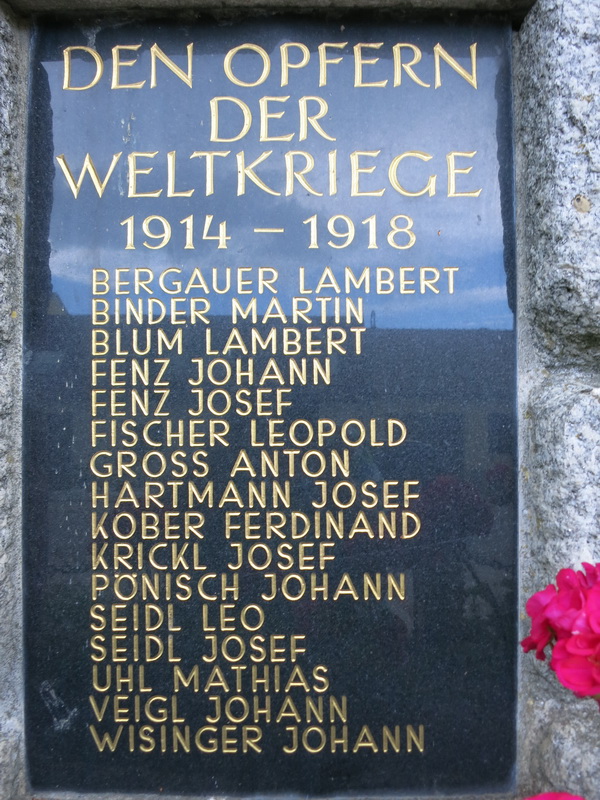 DEN OPFERN
DER
WELTKRIEGE
1914 – 1918
BERGAUER LAMBERT
BINDER MARTIN
BLUM LAMBERT
FENZ JOHANN
FENZ JOSEF
FISCHER LEOPOLD
GROSS ANTON
HARTMANN JOSEF
KOBER FERDINAND
KRICKL JOSEF
PÖNISCH JOHANN
SEIDL LEO
SEIDL JOSEF
UHL MATHIAS
VEIGL JOHANN
WISINGER JOHANN